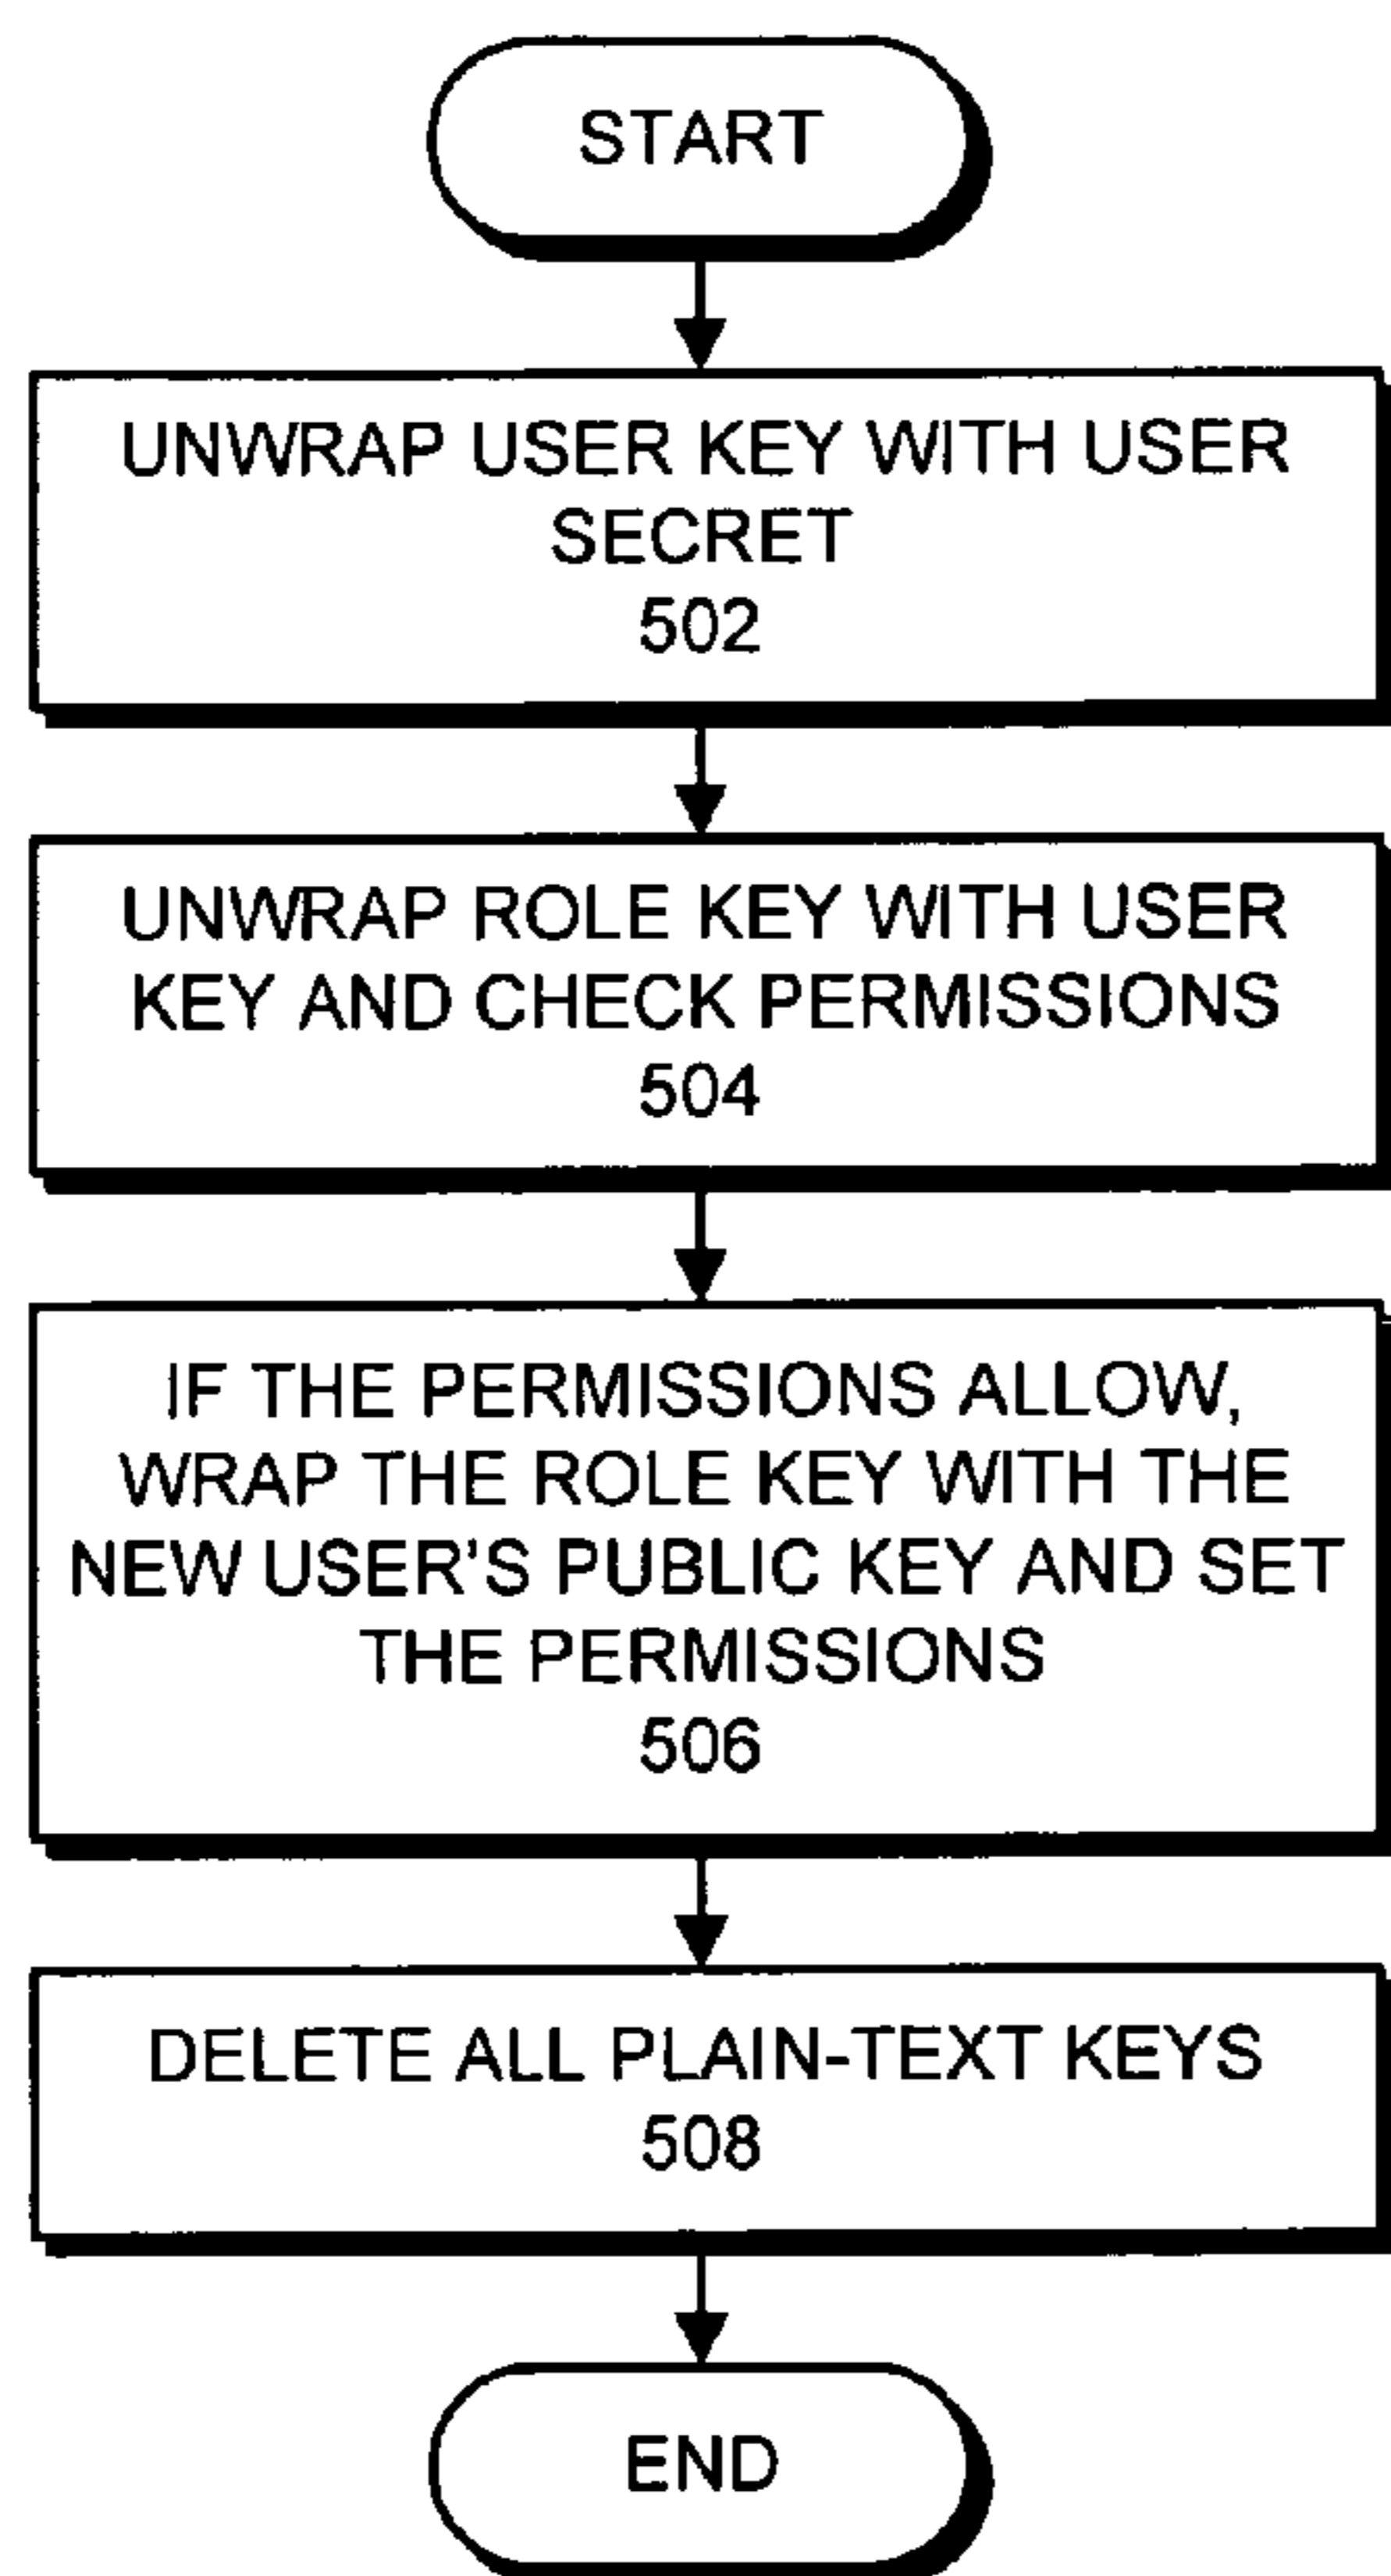 START
UNWRAP USER KEY WITH USER
SECRET
502
UNWRAP ROLE KEY WITH USER
KEY AND CHECK PERMISSIONS
504
IF THE PERMISSIONS ALLOW,
WRAP THE ROLE KEY WITH THE
NEW USER'S PUBLIC KEY AND SET
THE PERMISSIONS
506
DELETE ALL PLAIN-TEXT KEYS
508
END